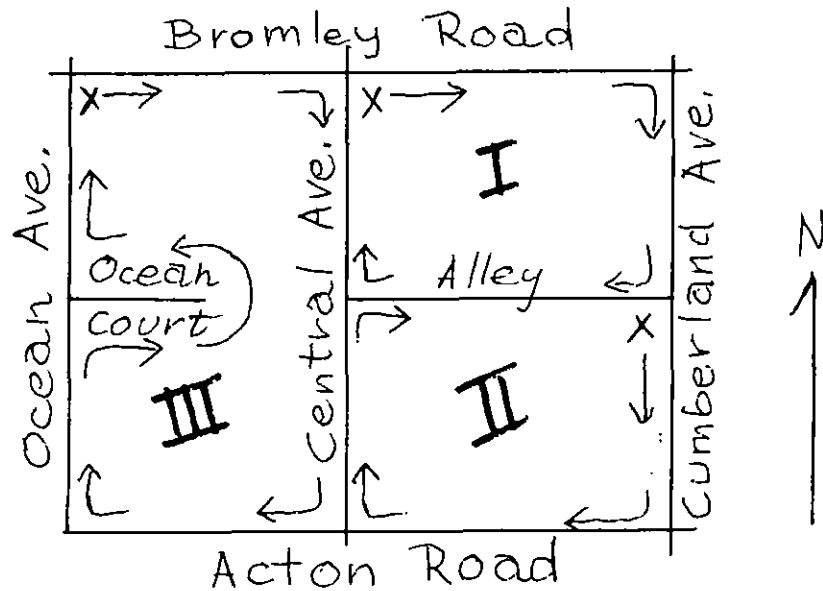 Bromley Road
X
X
Ocean Ave.
Central Ave.
I
Cumberland Ave.
N
Ocean
Court
Alley
X
III
II
Acton Road